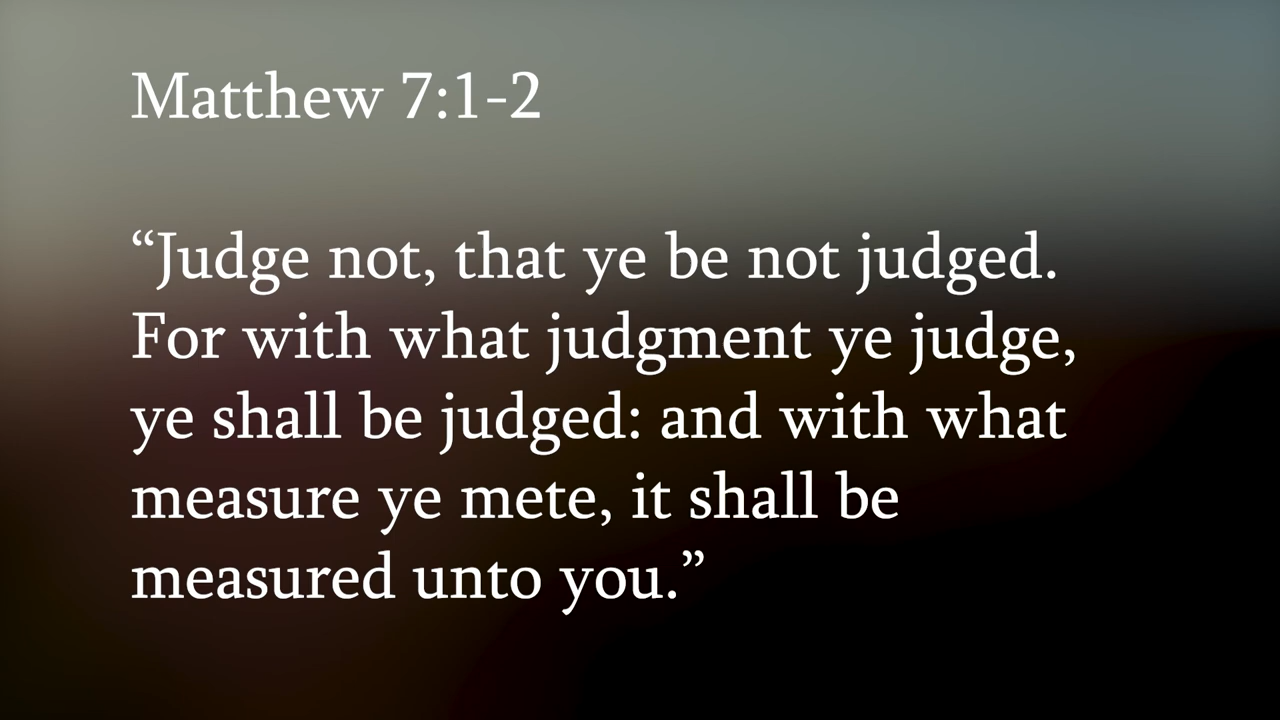 Matthew 7:1-2
“Judge not, that ye be not judged.
For with what judgment ye judge,
ye shall be judged: and with what
measure ye mete, it shall be
measured unto you.”